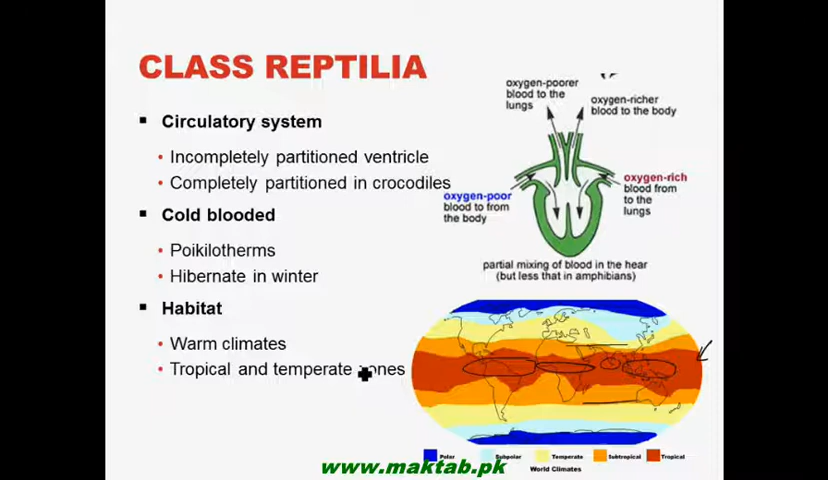 CLASS REPTILIA
Circulatory system
Incompletely partitioned ventricle
Completely partitioned in crocodiles
Cold blooded
Poikilotherms
Hibernate in winter
Habitat
Warm climates
Tropical and temperate ones
oxygen-poorer
blood to the
lungs
oxygen-richer
blood to the body
oxygen-poor
blood to from
the body
oxygen-rich
blood from
to the
lungs
partial mixing of blood in the hear
(but less that in amphibians)
Polar
Subpolar
Temperate
Subtropical
Tropical
World Climates
www.maktab.pk